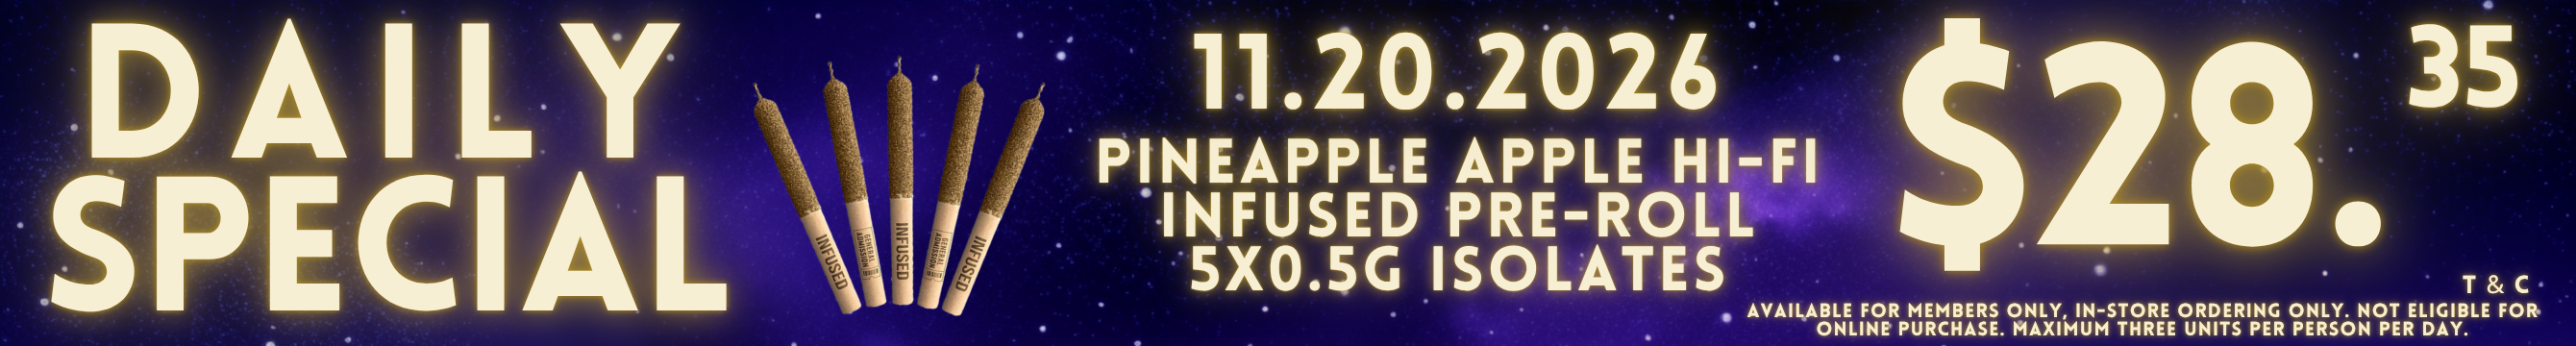 DAILY
SPECIAL
INFUSED
GENERAL
ADMISSION
INFUSED
GENERAL
ADMISSION
INFUSED
11.20.2026
PINEAPPLE APPLE HI-FI
INFUSED PRE-ROLL
5X0.5G ISOLATES
$28.35
T & C
AVAILABLE FOR MEMBERS ONLY, IN-STORE ORDERING ONLY. NOT ELIGIBLE FOR
ONLINE PURCHASE. MAXIMUM THREE UNITS PER PERSON PER DAY.